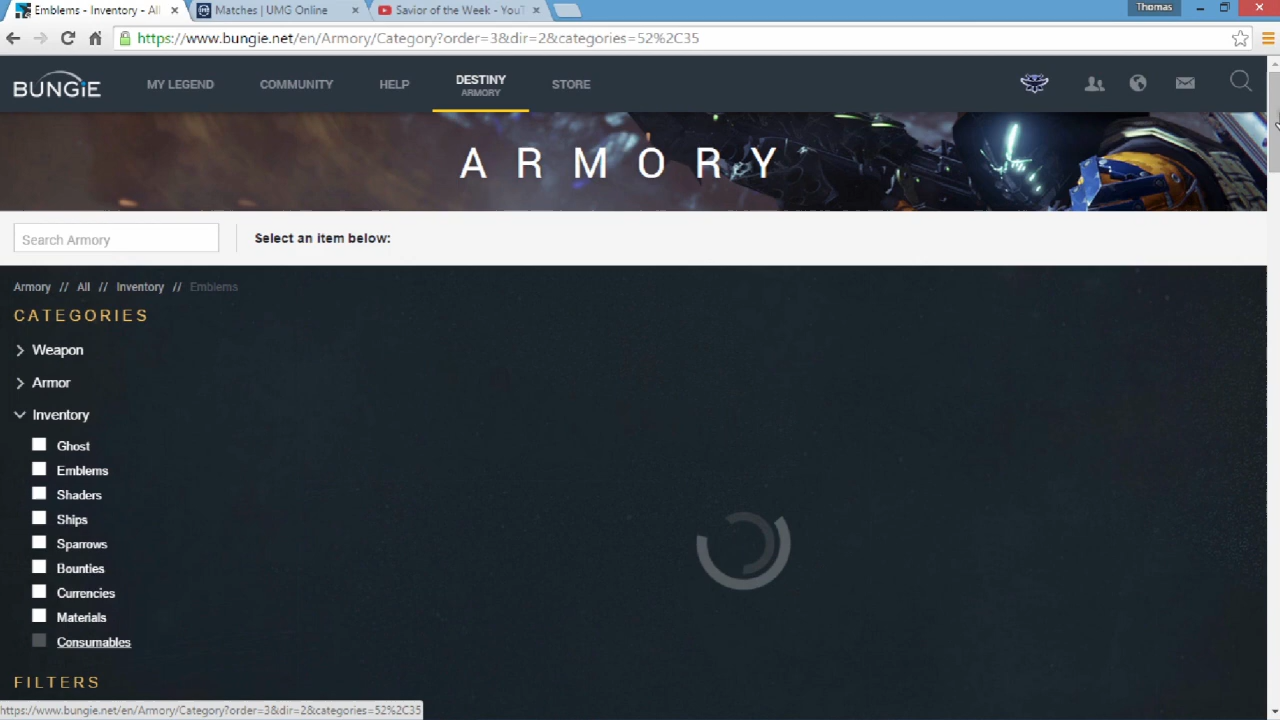 Emblems - Inventory - All
Matches | UMG Online
Savior of the Week - YouT
Thomas
https://www.bungie.net/en/Armory/Category?order=3&dir=2&categories=52%2C35
BUNGiE
MY LEGEND
COMMUNITY
HELP
DESTINY
ARMORY
STORE
ARMORY
Search Armory
Select an item below:
Armory // All // Inventory // Emblems
CATEGORIES
Weapon
Armor
Inventory
Ghost
Emblems
Shaders
Ships
Sparrows
Bounties
Currencies
Materials
Consumables
FILTERS
https://www.bungie.net/en/Armory/Category?order=3&dir=2&categories=52%2C35